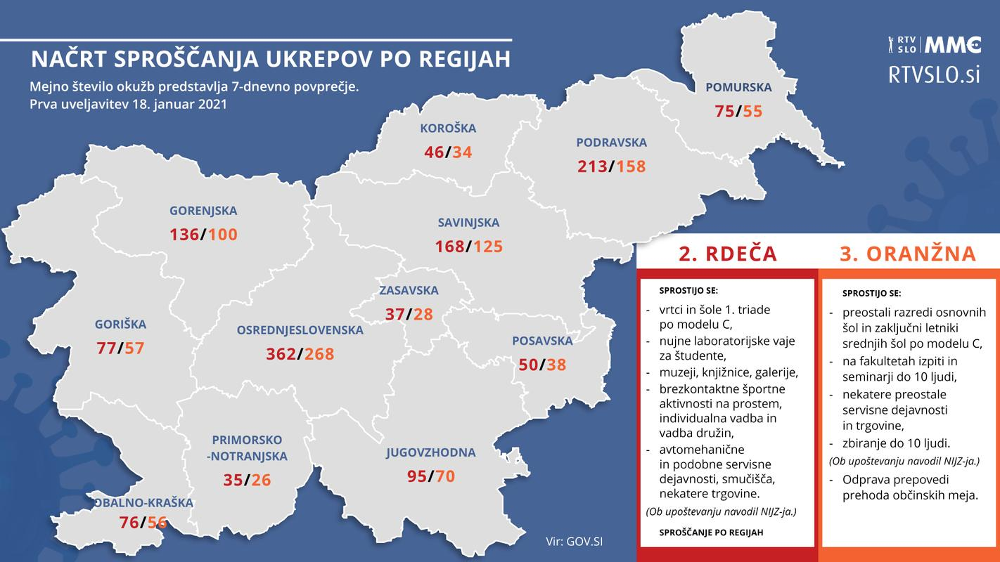 NAČRT SPROŠČANJA UKREPOV PO REGIJAH
Mejno število okužb predstavlja 7-dnevno povprečje.
Prva uveljavitev 18. januar 2021
RTV
SLO
MMC
RTVSLO.si
POMURSKA
75/55
KOROŠKA
46/34
PODRAVSKA
213/158
GORENJSKA
136/100
SAVINJSKA
168/125
ZASAVSKA
37/28
GORIŠKA
77/57
OSREDNJESLOVENSKA
362/268
POSAVSKA
50/38
PRIMORSKO
-NOTRANJSKA
35/26
JUGOVZHODNA
95/70
OBALNO-KRAŠKA
76/56
Vir: GOV.SI
2. RDEČA
SPROSTIJO SE:
- vrtci in šole 1. triade
po modelu C,
- nujne laboratorijske vaje
za študente,
- muzeji, knjižnice, galerije,
- brezkontaktne športne
aktivnosti na prostem,
individualna vadba in
vadba družin,
- avtomehanične
in podobne servisne
dejavnosti, smučišča,
nekatere trgovine.
(Ob upoštevanju navodil NIJZ-ja.)
SPROŠČANJE PO REGIJAH
3. ORANŽNA
SPROSTIJO SE:
- preostali razredi osnovnih
šol in zaključni letniki
srednjih šol po modelu C,
- na fakultetah izpiti in
seminarji do 10 ljudi,
- nekatere preostale
servisne dejavnosti
in trgovine,
- zbiranje do 10 ljudi.
(Ob upoštevanju navodil NIJZ-ja.)
- Odprava prepovedi
prehoda občinskih meja.